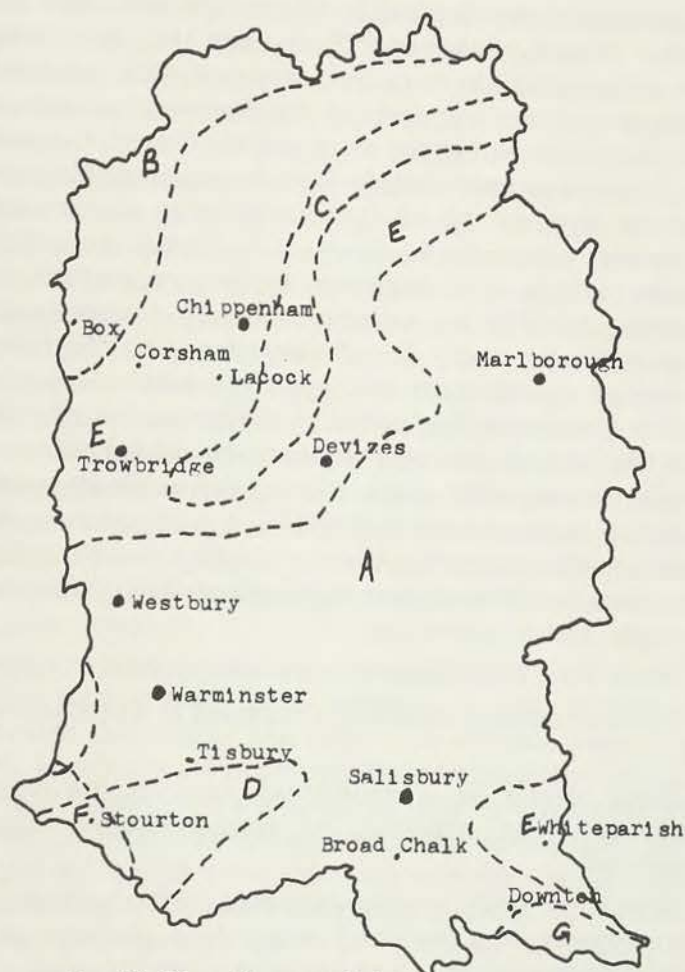 B
C
E
Chippenham
Box
Corsham
Marlborough
Lacock
E
Trowbridge
Devizes
A
Westbury
Warminster
Tisbury
D
Salisbury
F
Stourton
E
Whiteparish
Broad Chalk
Downton
G